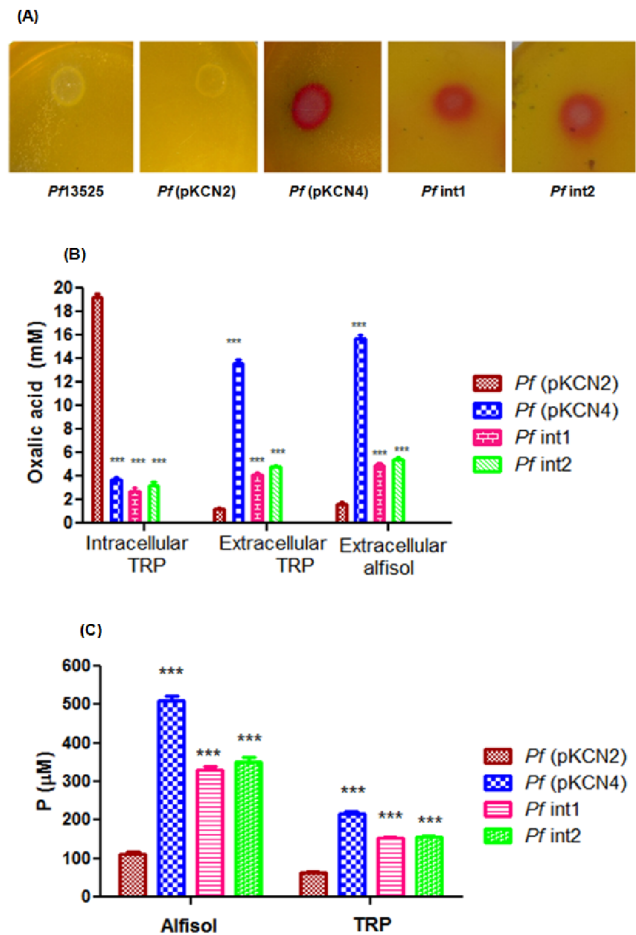 (A)
Pf13525
Pf (pKCN2)
Pf (pKCN4)
Pf int1
Pf int2
(B)
Oxalic acid (mM)
20
18
16
14
12
10
8
6
4
2
0
***
***
***
***
***
***
***
***
***
Intracellular
TRP
Extracellular
TRP
Extracellular
alfisol
Pf (pKCN2)
Pf (pKCN4)
Pf int1
Pf int2
(C)
P (µM)
600
500
400
300
200
100
0
***
***
***
***
***
***
Alfisol
TRP
Pf (pKCN2)
Pf (pKCN4)
Pf int1
Pf int2